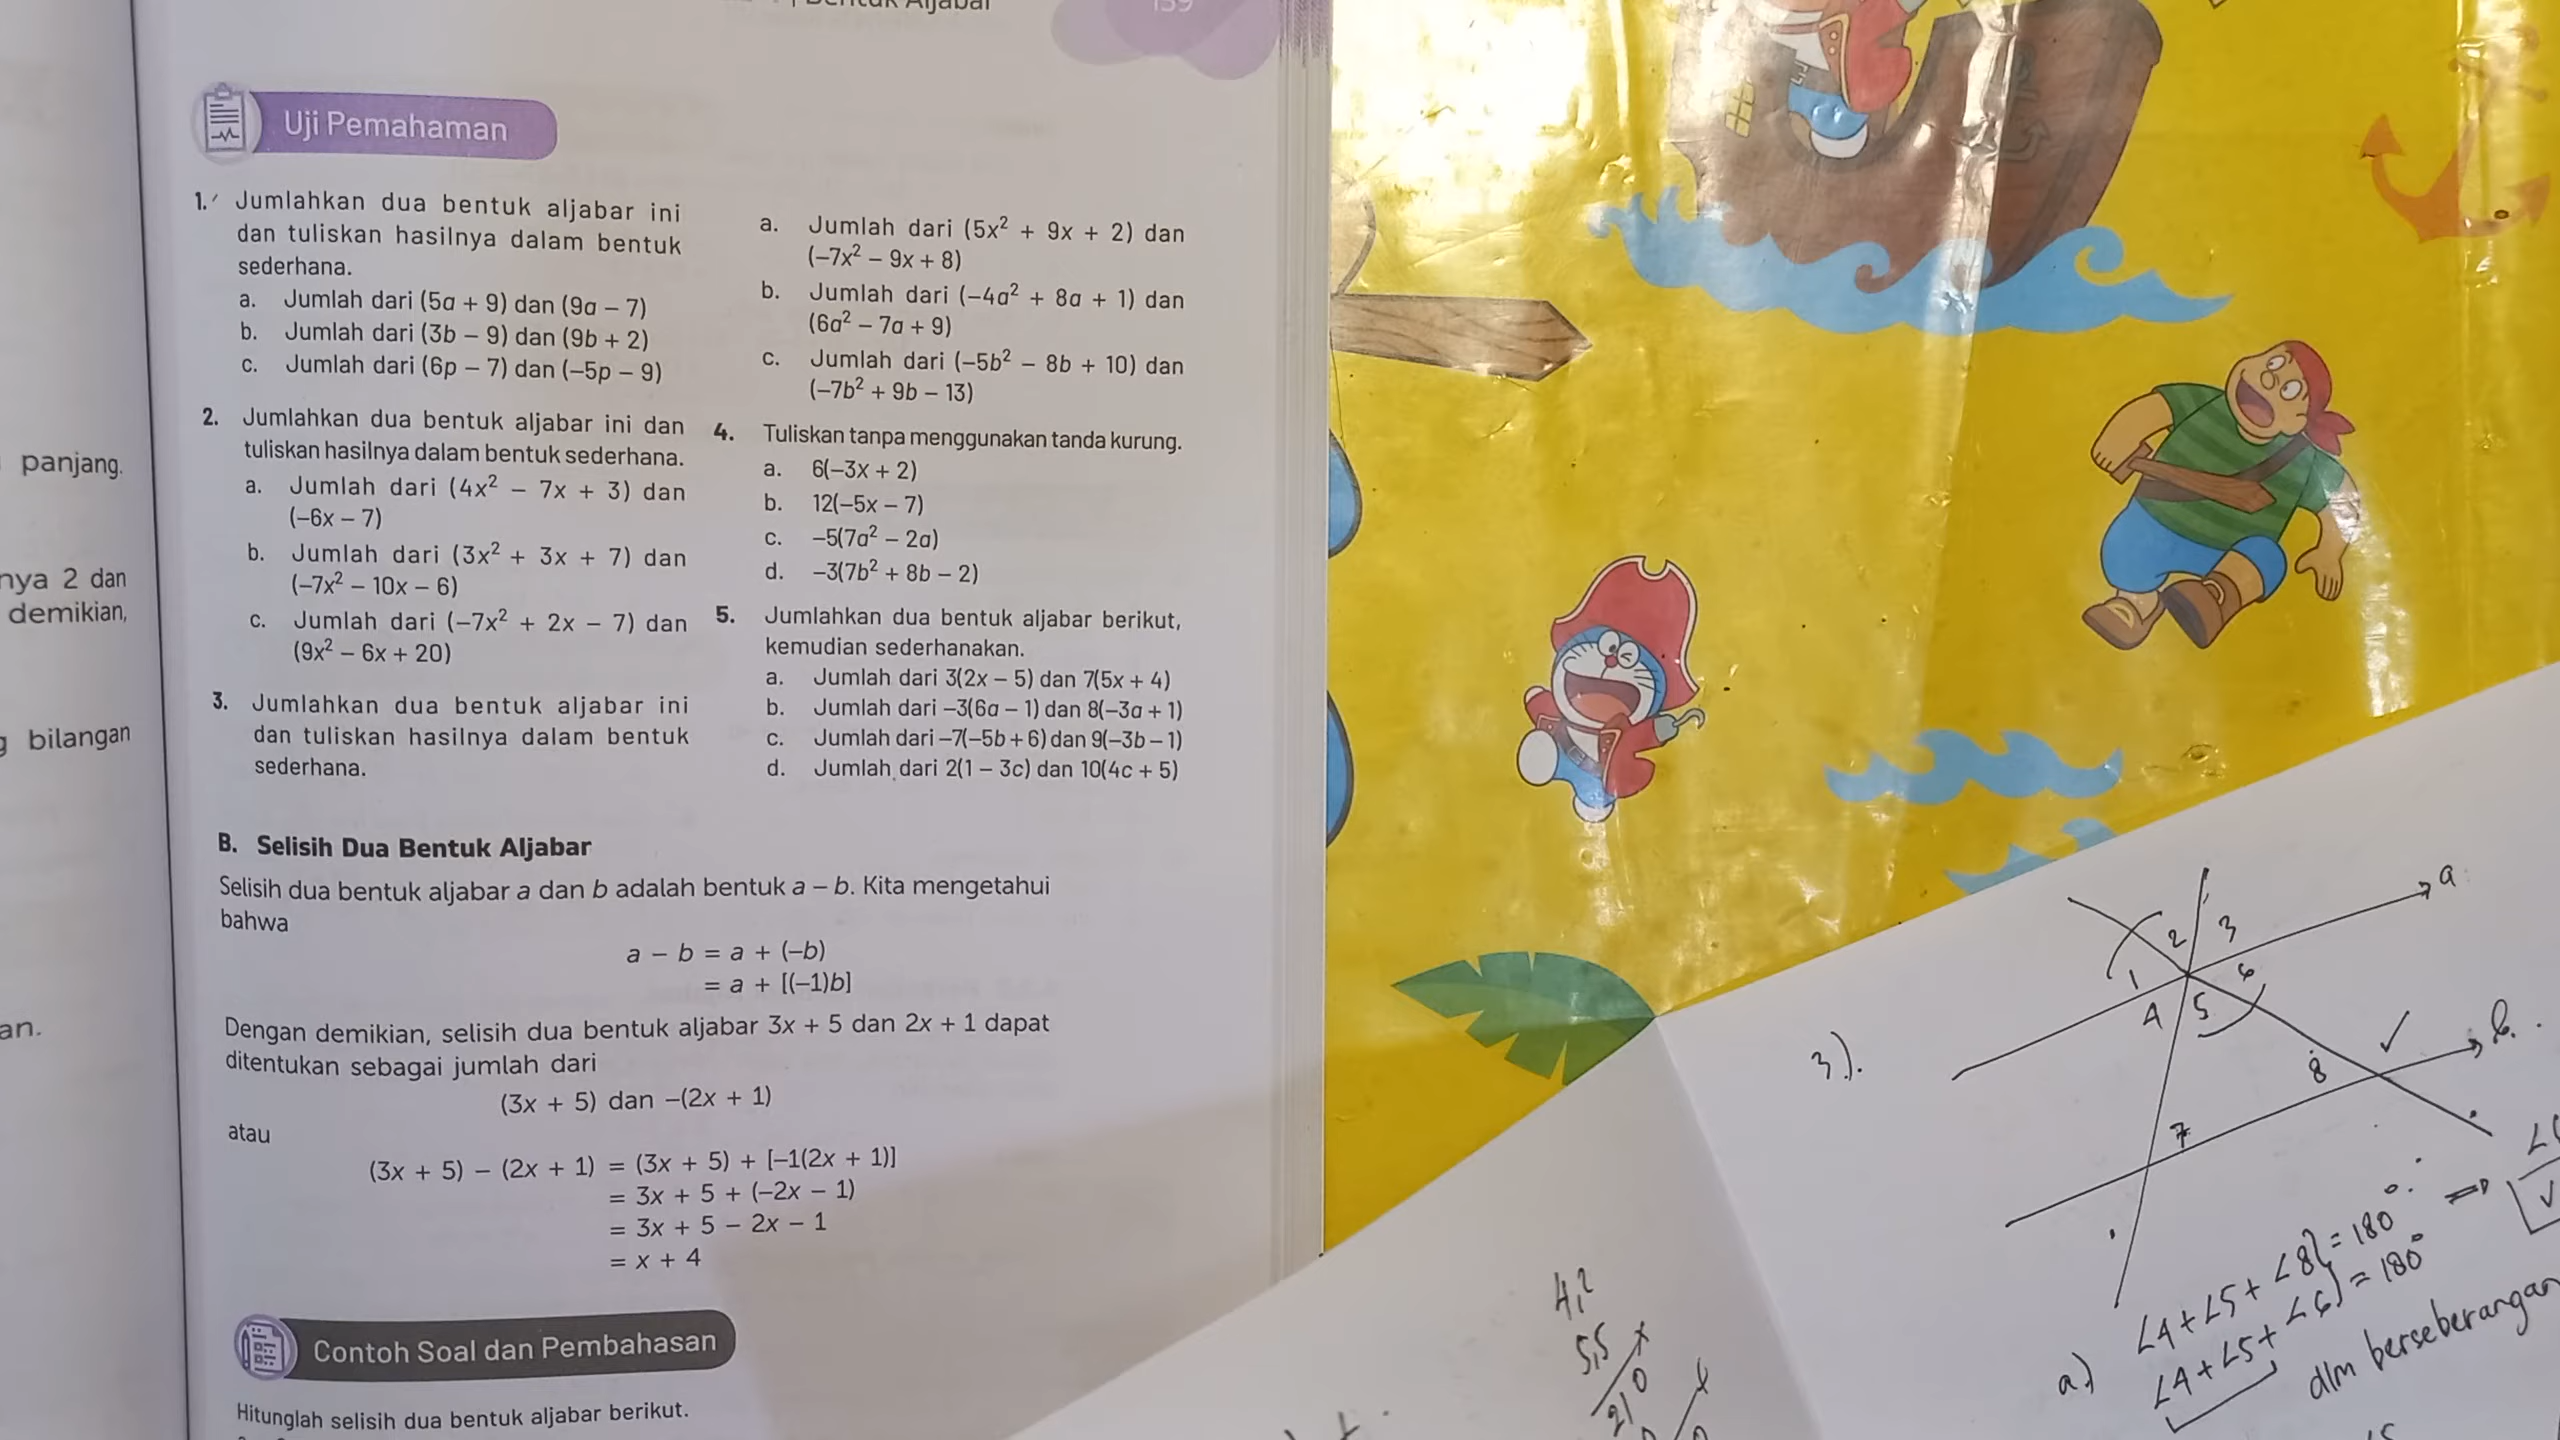 Bentuk Aljabar
159
Uji Pemahaman
1. Jumlahkan dua bentuk aljabar ini
dan tuliskan hasilnya dalam bentuk
sederhana.
a. Jumlah dari (5a + 9) dan (9a – 7)
b. Jumlah dari (3b – 9) dan (9b + 2)
c. Jumlah dari (6p – 7) dan (–5p – 9)
2. Jumlahkan dua bentuk aljabar ini dan
tuliskan hasilnya dalam bentuk sederhana.
a. Jumlah dari (4x² – 7x + 3) dan
(–6x – 7)
b. Jumlah dari (3x² + 3x + 7) dan
(–7x² – 10x – 6)
c. Jumlah dari (–7x² + 2x – 7) dan
(9x² – 6x + 20)
3. Jumlahkan dua bentuk aljabar ini
dan tuliskan hasilnya dalam bentuk
sederhana.
a. Jumlah dari (5x² + 9x + 2) dan
(–7x² – 9x + 8)
b. Jumlah dari (–4a² + 8a + 1) dan
(6a² – 7a + 9)
c. Jumlah dari (–5b² – 8b + 10) dan
(–7b² + 9b – 13)
4. Tuliskan tanpa menggunakan tanda kurung.
a. 6(–3x + 2)
b. 12(–5x – 7)
c. –5(7a² – 2a)
d. –3(7b² + 8b – 2)
5. Jumlahkan dua bentuk aljabar berikut,
kemudian sederhanakan.
a. Jumlah dari 3(2x – 5) dan 7(5x + 4)
b. Jumlah dari –3(6a – 1) dan 8(–3a + 1)
c. Jumlah dari –7(–5b + 6) dan 9(–3b – 1)
d. Jumlah dari 2(1 – 3c) dan 10(4c + 5)
B. Selisih Dua Bentuk Aljabar
Selisih dua bentuk aljabar a dan b adalah bentuk a – b. Kita mengetahui
bahwa
a – b = a + (–b)
= a + [(–1)b]
Dengan demikian, selisih dua bentuk aljabar 3x + 5 dan 2x + 1 dapat
ditentukan sebagai jumlah dari
(3x + 5) dan –(2x + 1)
atau
(3x + 5) – (2x + 1) = (3x + 5) + [–1(2x + 1)]
= 3x + 5 + (–2x – 1)
= 3x + 5 – 2x – 1
= x + 4
Contoh Soal dan Pembahasan
Hitunglah selisih dua bentuk aljabar berikut.
panjang.
nya 2 dan
demikian,
bilangan
an.
3).
a
2 3
1 6
4 5
b.
8
7
∠4 + ∠5 + ∠8 = 180°
a) ∠4 + ∠5 + ∠6 = 180°
dlm berseberangan
4,2
5,5 x
210